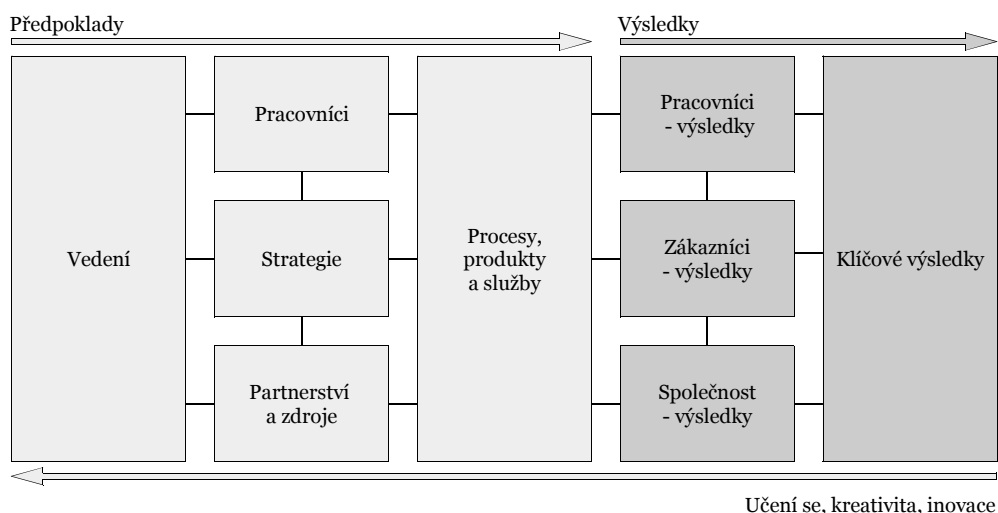 Předpoklady
Výsledky
Vedení
Pracovníci
Strategie
Partnerství
a zdroje
Procesy,
produkty
a služby
Pracovníci
- výsledky
Zákazníci
- výsledky
Společnost
- výsledky
Klíčové výsledky
Učení se, kreativita, inovace